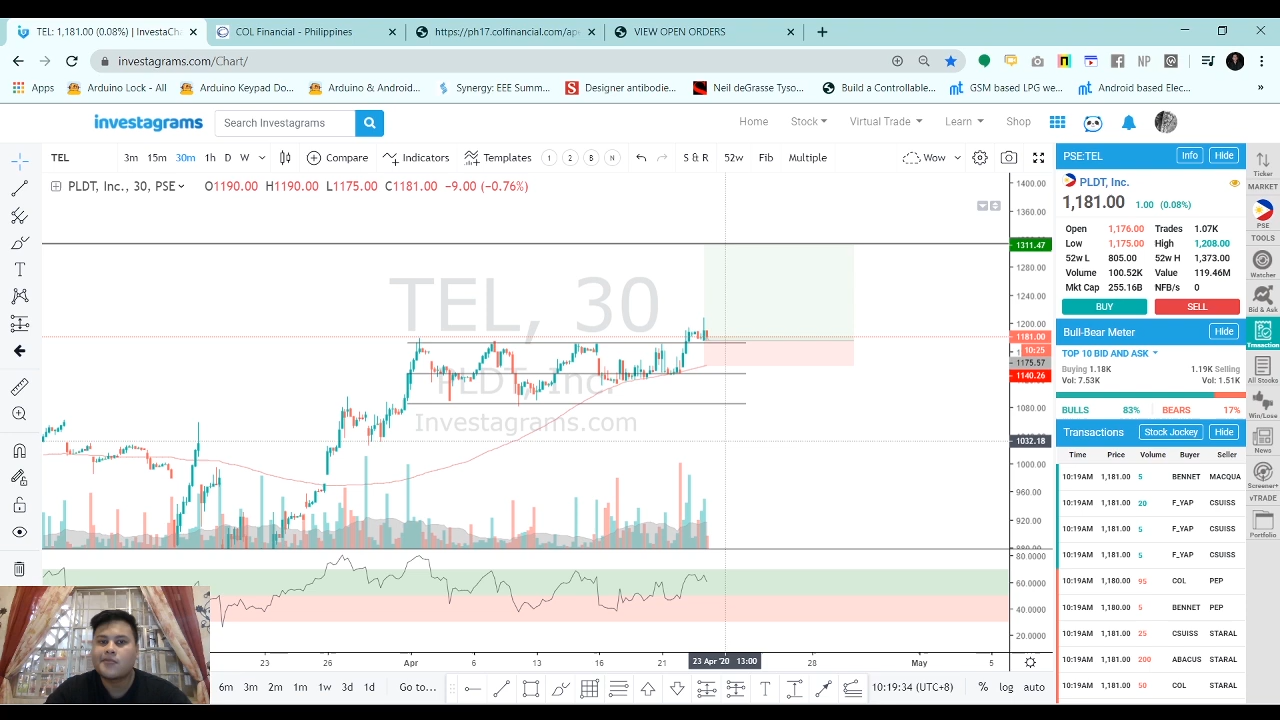 TEL: 1,181.00 (0.08%) | InvestaCha
COL Financial - Philippines
https://ph17.colfinancial.com/ap
VIEW OPEN ORDERS
investagrams.com/Chart/
NP
Apps
Arduino Lock - All
Arduino Keypad Do...
Arduino & Android...
Synergy: EEE Summ...
Designer antibodie...
Neil deGrasse Tyso...
Build a Controllable...
GSM based LPG we...
Android based Elec...
»
investagrams
Search Investagrams
Home
Stock
Virtual Trade
Learn
Shop
TEL
3m 15m 30m 1h D W
Compare
Indicators
Templates
1 2 B N
S & R
52w
Fib
Multiple
Wow
PLDT, Inc., 30, PSE
O1190.00 H1190.00 L1175.00 C1181.00 −9.00 (−0.76%)
TEL, 30
PLDT, Inc.
Investagrams.com
1400.00
1360.00
1311.47
1280.00
1240.00
1200.00
1181.00
10:25
1175.57
1140.26
1080.00
1032.18
1000.00
960.00
920.00
880.00
80.0000
60.0000
40.0000
20.0000
23
26
Apr
6
13
16
21
23 Apr '20 13:00
28
May
5
6m 3m 2m 1m 1w 3d 1d
Go to...
10:19:34 (UTC+8)
%
log
auto
PSE:TEL
Info
Hide
PLDT, Inc.
1,181.00 1.00 (0.08%)
Open 1,176.00 Trades 1.07K
Low 1,175.00 High 1,208.00
52w L 805.00 52w H 1,373.00
Volume 100.52K Value 119.46M
Mkt Cap 255.16B NFB/s 0
BUY
SELL
Bull-Bear Meter
Hide
TOP 10 BID AND ASK
Buying 1.18K 1.19K Selling
Vol: 7.53K Vol: 1.51K
BULLS 83% BEARS 17%
Transactions
Stock Jockey
Hide
Time Price Volume Buyer Seller
10:19AM 1,181.00 5 BENNET MACQUA
10:19AM 1,181.00 20 F_YAP CSUISS
10:19AM 1,181.00 5 F_YAP CSUISS
10:19AM 1,181.00 5 F_YAP CSUISS
10:19AM 1,180.00 95 COL PEP
10:19AM 1,180.00 5 BENNET PEP
10:19AM 1,181.00 25 CSUISS STARAL
10:19AM 1,181.00 200 ABACUS STARAL
10:19AM 1,181.00 50 COL STARAL
Ticker
MARKET
PSE
TOOLS
Watcher
Bid & Ask
Transaction
All Stocks
Win/Lose
News
Screener+
vTRADE
Portfolio